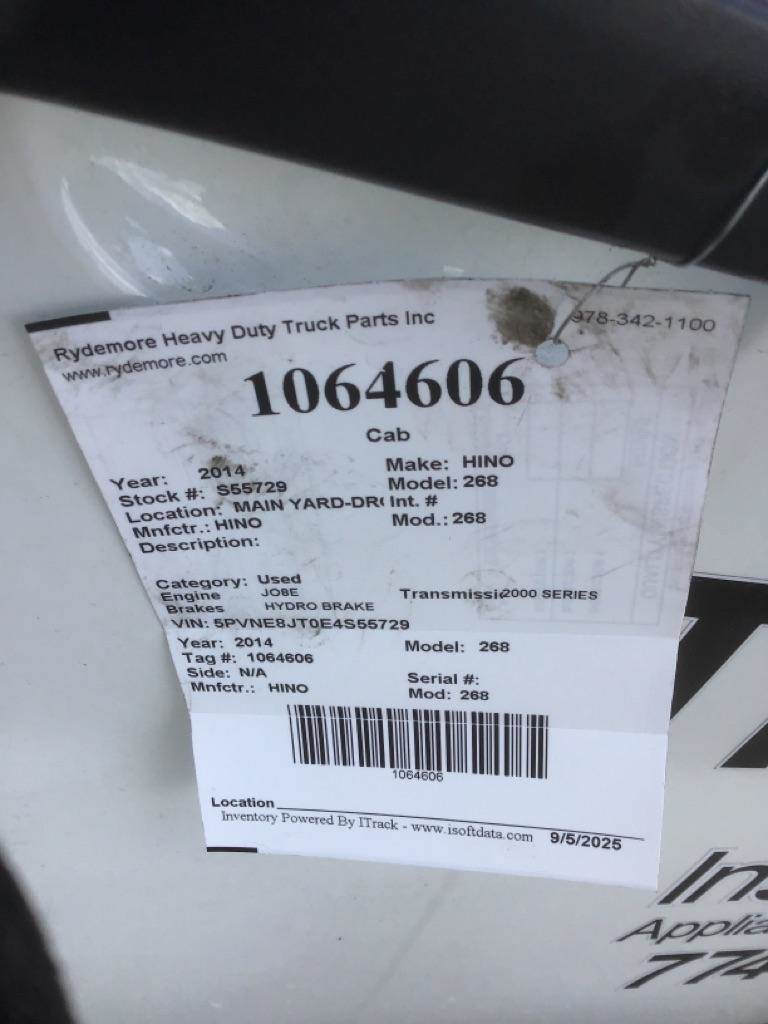 Rydemore Heavy Duty Truck Parts Inc 978-342-1100
www.rydemore.com
1064606
Cab
Year: 2014 Make: HINO
Stock #: S55729 Model: 268
Location: MAIN YARD-DR Int. #
Mnfctr.: HINO Mod.: 268
Description:
Category: Used
Engine JO8E Transmissi 2000 SERIES
Brakes HYDRO BRAKE
VIN: 5PVNE8JT0E4S55729
Year: 2014 Model: 268
Tag #: 1064606
Side: N/A Serial #:
Mnfctr.: HINO Mod: 268
1064606
Location
Inventory Powered By ITrack - www.isoftdata.com 9/5/2025
In
Applia
774